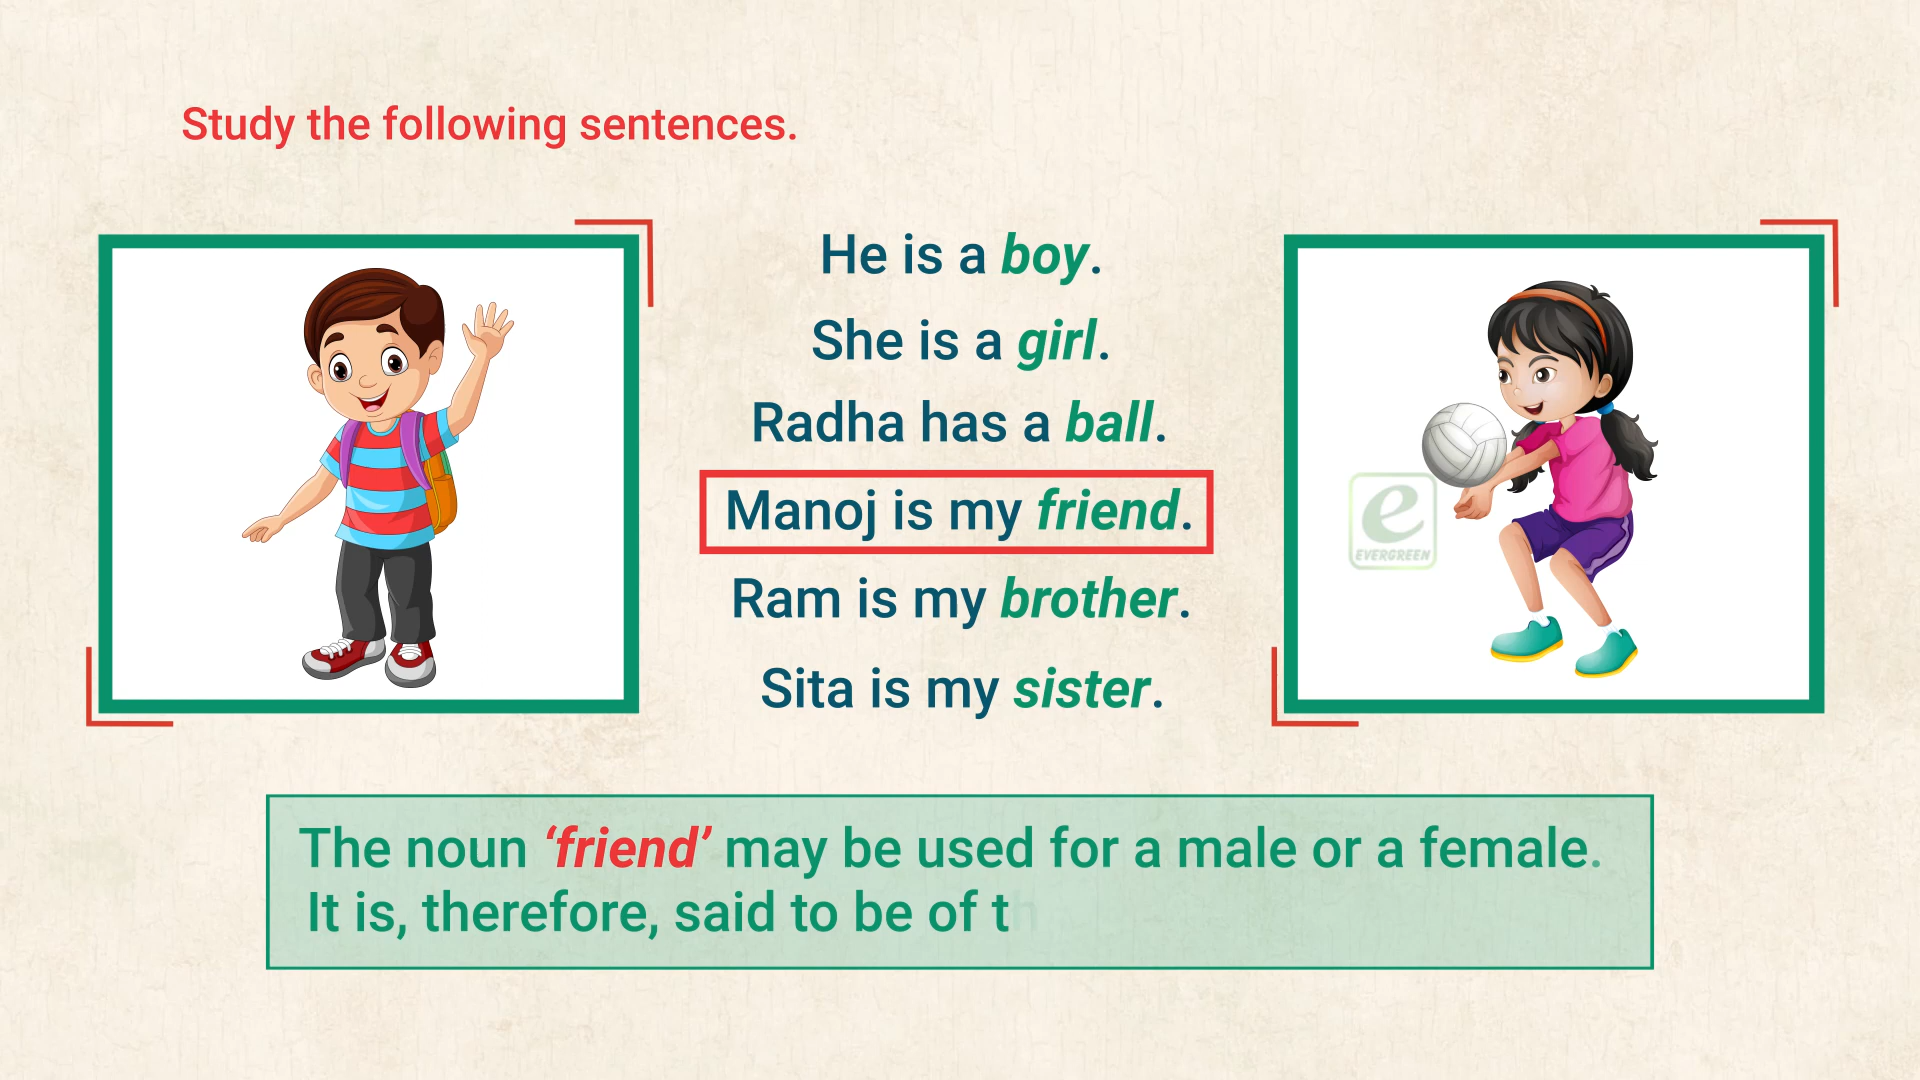 Study the following sentences.
He is a boy.
She is a girl.
Radha has a ball.
Manoj is my friend.
Ram is my brother.
Sita is my sister.
e
EVERGREEN
The noun ‘friend’ may be used for a male or a female.
It is, therefore, said to be of th